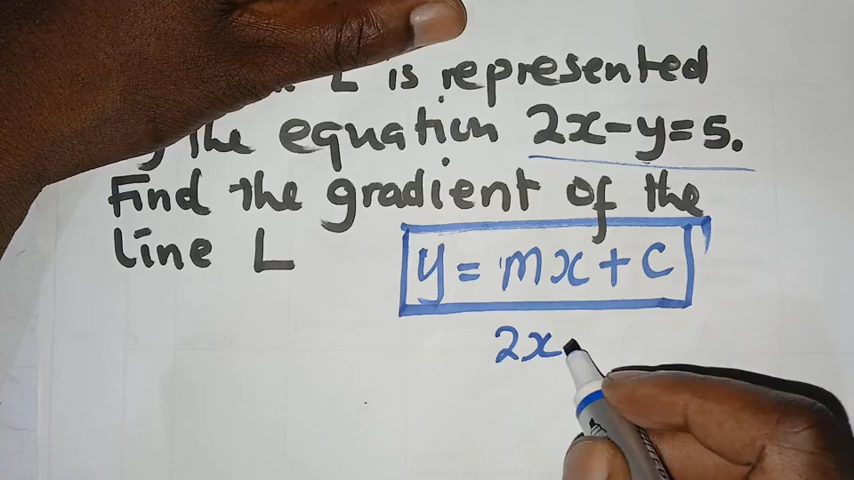 L is represented
the equation 2x-y=5.
Find the gradient of the
line L
y = mx + c
2x